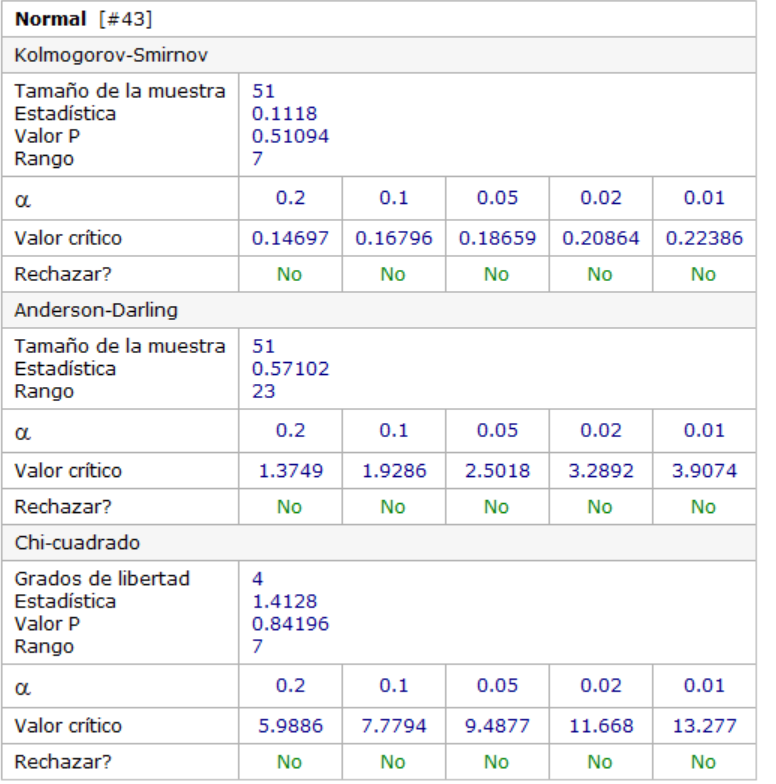 Normal [#43]
Kolmogorov-Smirnov
Tamaño de la muestra 51
Estadística 0.1118
Valor P 0.51094
Rango 7
α 0.2 0.1 0.05 0.02 0.01
Valor crítico 0.14697 0.16796 0.18659 0.20864 0.22386
Rechazar? No No No No No
Anderson-Darling
Tamaño de la muestra 51
Estadística 0.57102
Rango 23
α 0.2 0.1 0.05 0.02 0.01
Valor crítico 1.3749 1.9286 2.5018 3.2892 3.9074
Rechazar? No No No No No
Chi-cuadrado
Grados de libertad 4
Estadística 1.4128
Valor P 0.84196
Rango 7
α 0.2 0.1 0.05 0.02 0.01
Valor crítico 5.9886 7.7794 9.4877 11.668 13.277
Rechazar? No No No No No